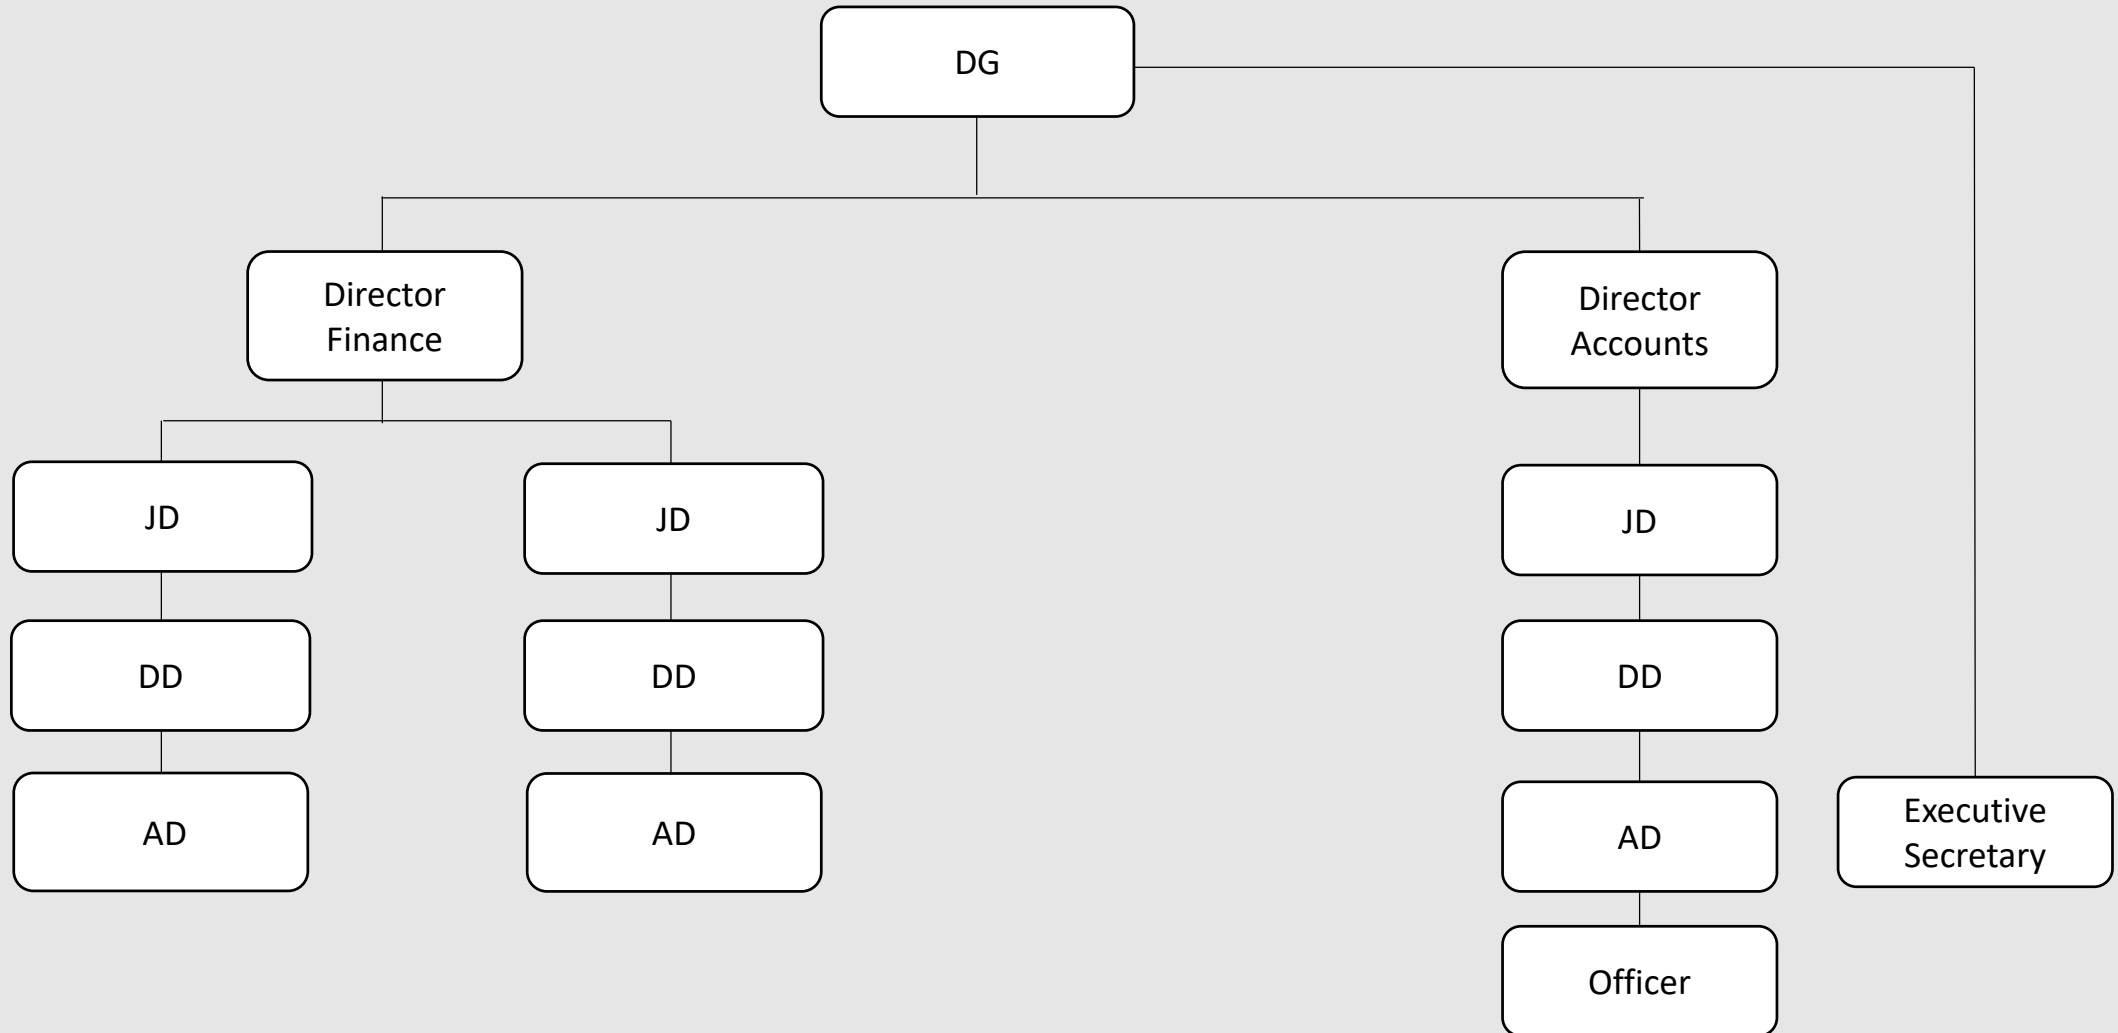 DG
Director
Finance
Director
Accounts
JD
JD
JD
DD
DD
DD
AD
AD
AD
Executive
Secretary
Officer